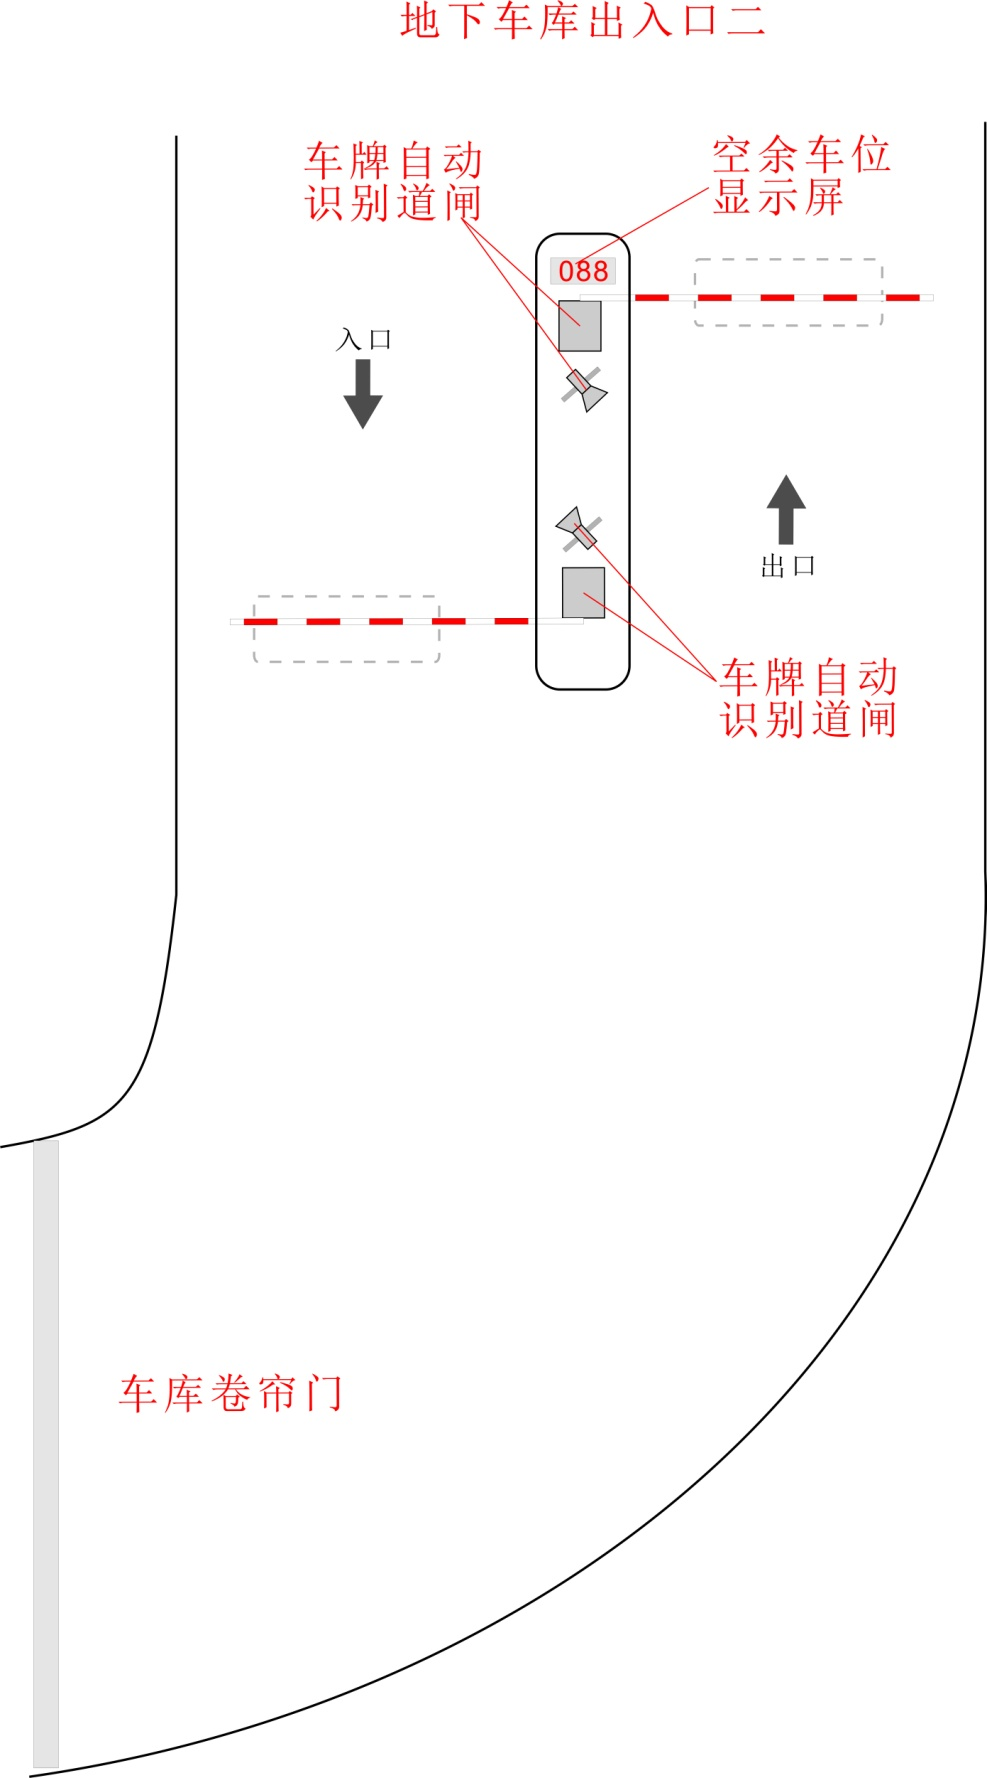 地下车库出入口二
车牌自动
识别道闸
空余车位
显示屏
088
入口
出口
车牌自动
识别道闸
车库卷帘门